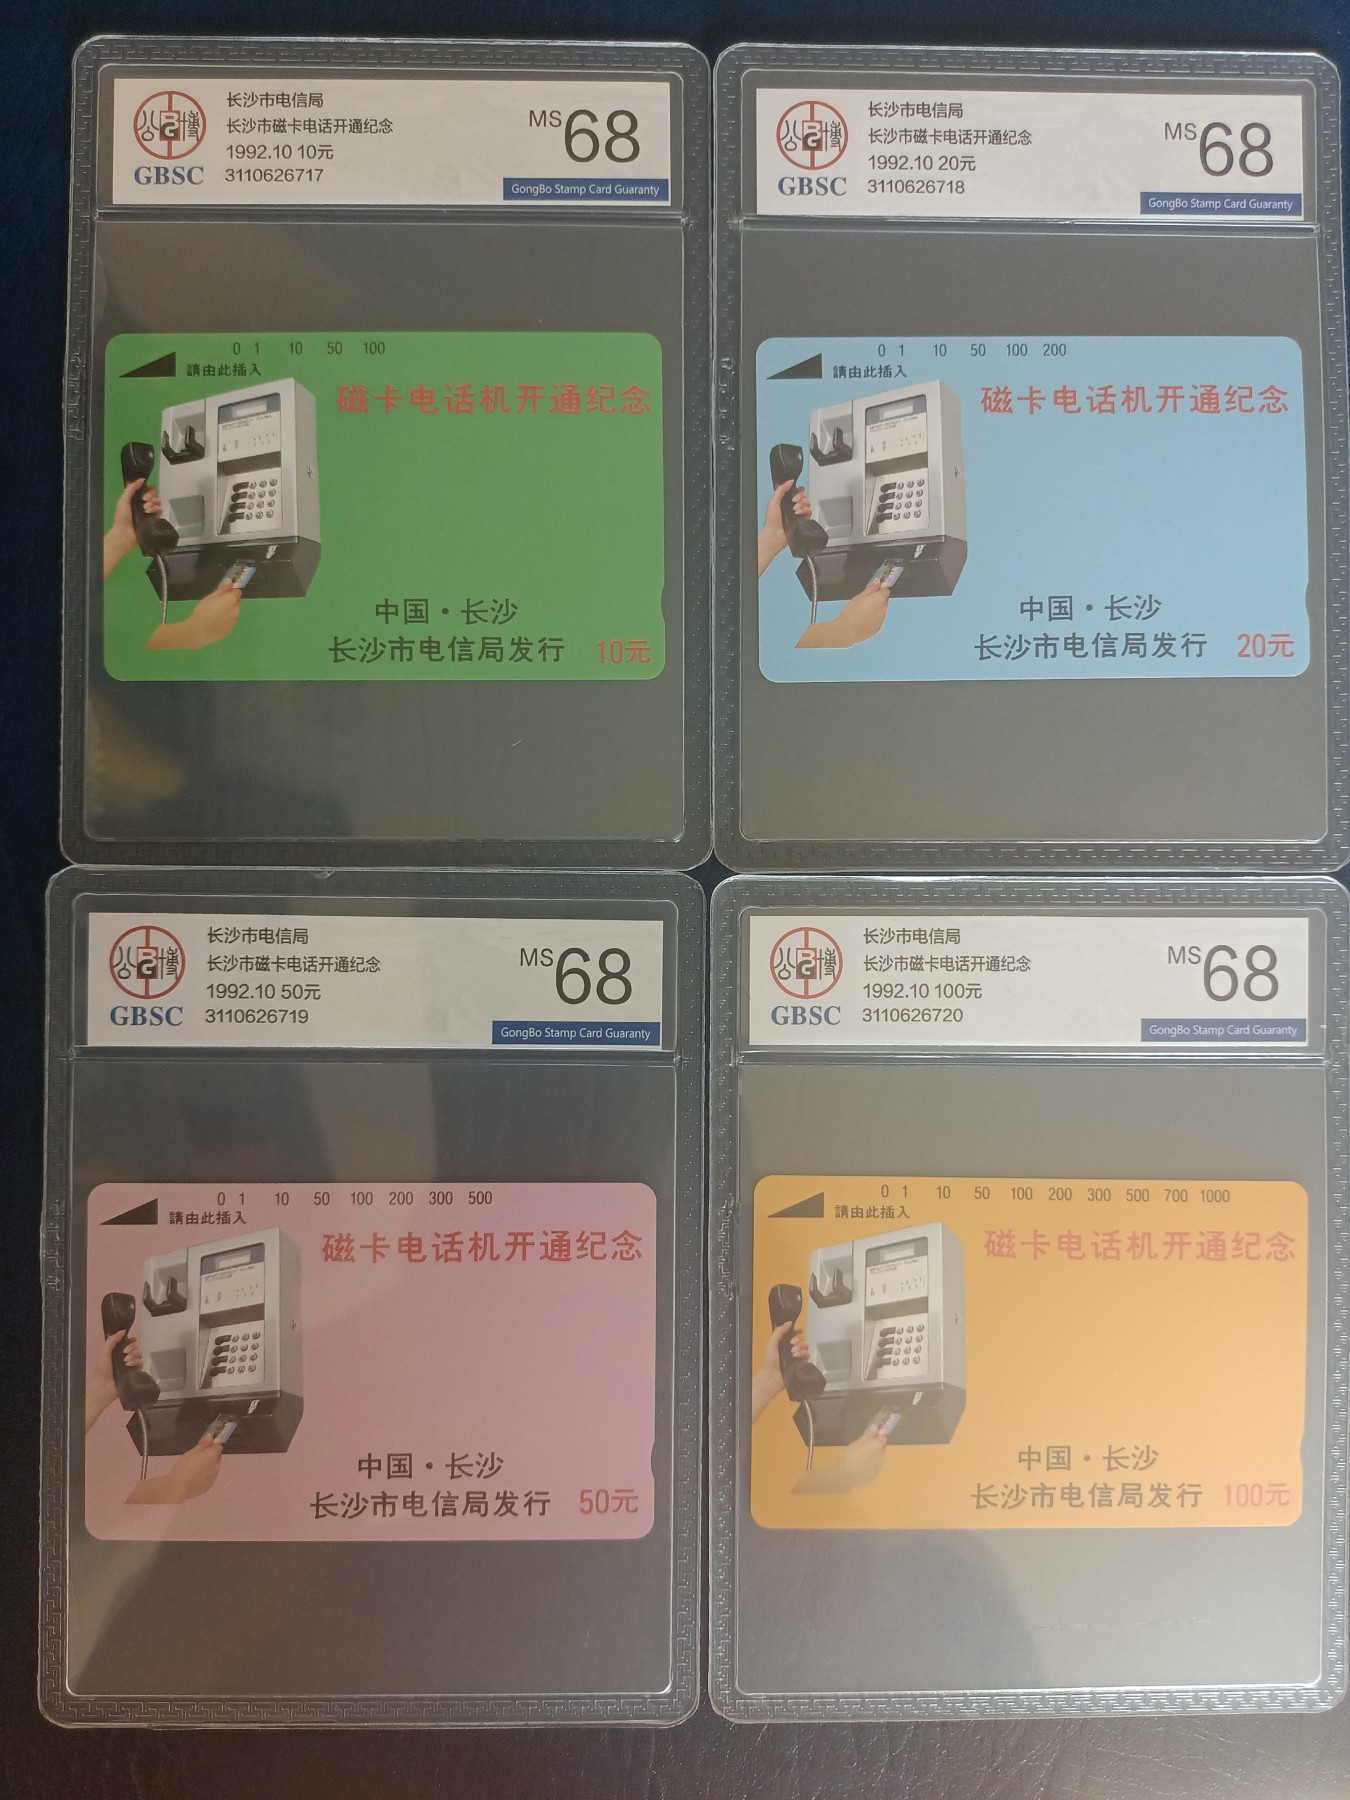 长沙市电信局
长沙市磁卡电话开通纪念
1992.10 10元
3110626717
GBSC
MS 68
GongBo Stamp Card Guaranty
0 1 10 50 100
請由此插入
磁卡电话机开通纪念
中国·长沙
长沙市电信局发行 10元
长沙市电信局
长沙市磁卡电话开通纪念
1992.10 20元
3110626718
GBSC
MS 68
GongBo Stamp Card Guaranty
0 1 10 50 100 200
請由此插入
磁卡电话机开通纪念
中国·长沙
长沙市电信局发行 20元
长沙市电信局
长沙市磁卡电话开通纪念
1992.10 50元
3110626719
GBSC
MS 68
GongBo Stamp Card Guaranty
0 1 10 50 100 200 300 500
請由此插入
磁卡电话机开通纪念
中国·长沙
长沙市电信局发行 50元
长沙市电信局
长沙市磁卡电话开通纪念
1992.10 100元
3110626720
GBSC
MS 68
GongBo Stamp Card Guaranty
0 1 10 50 100 200 300 500 700 1000
請由此插入
磁卡电话机开通纪念
中国·长沙
长沙市电信局发行 100元